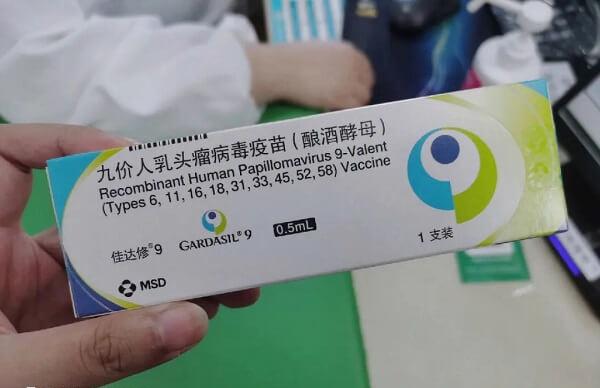 九价人乳头瘤病毒疫苗(酿酒酵母)
Recombinant Human Papillomavirus 9-Valent
(Types 6, 11, 16, 18, 31, 33, 45, 52, 58) Vaccine
佳达修®9
GARDASIL®9
0.5mL
1 支装
MSD